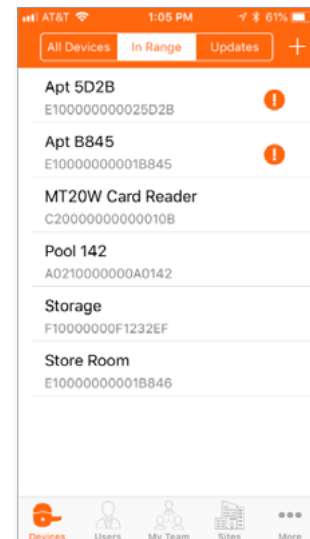 AT&T 1:05 PM 61%
All Devices In Range Updates +
Apt 5D2B
E100000000025D2B
Apt B845
E10000000001B845
MT20W Card Reader
C20000000000010B
Pool 142
A0210000000A0142
Storage
F10000000F1232EF
Store Room
E10000000001B846
Devices Users My Team Sites More